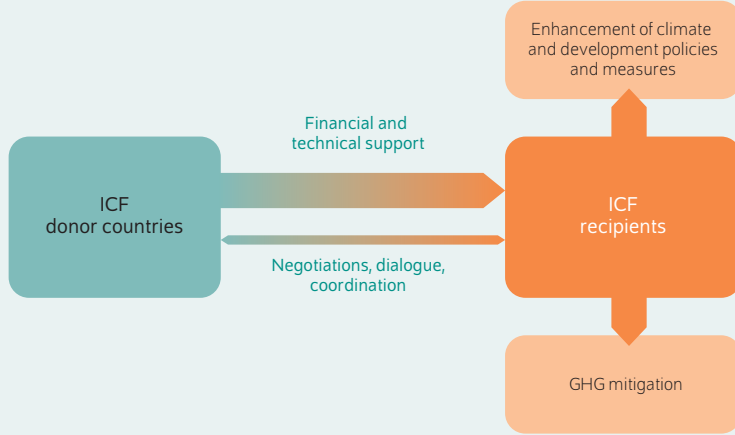 Enhancement of climate
and development policies
and measures
Financial and
technical support
ICF
donor countries
ICF
recipients
Negotiations, dialogue,
coordination
GHG mitigation